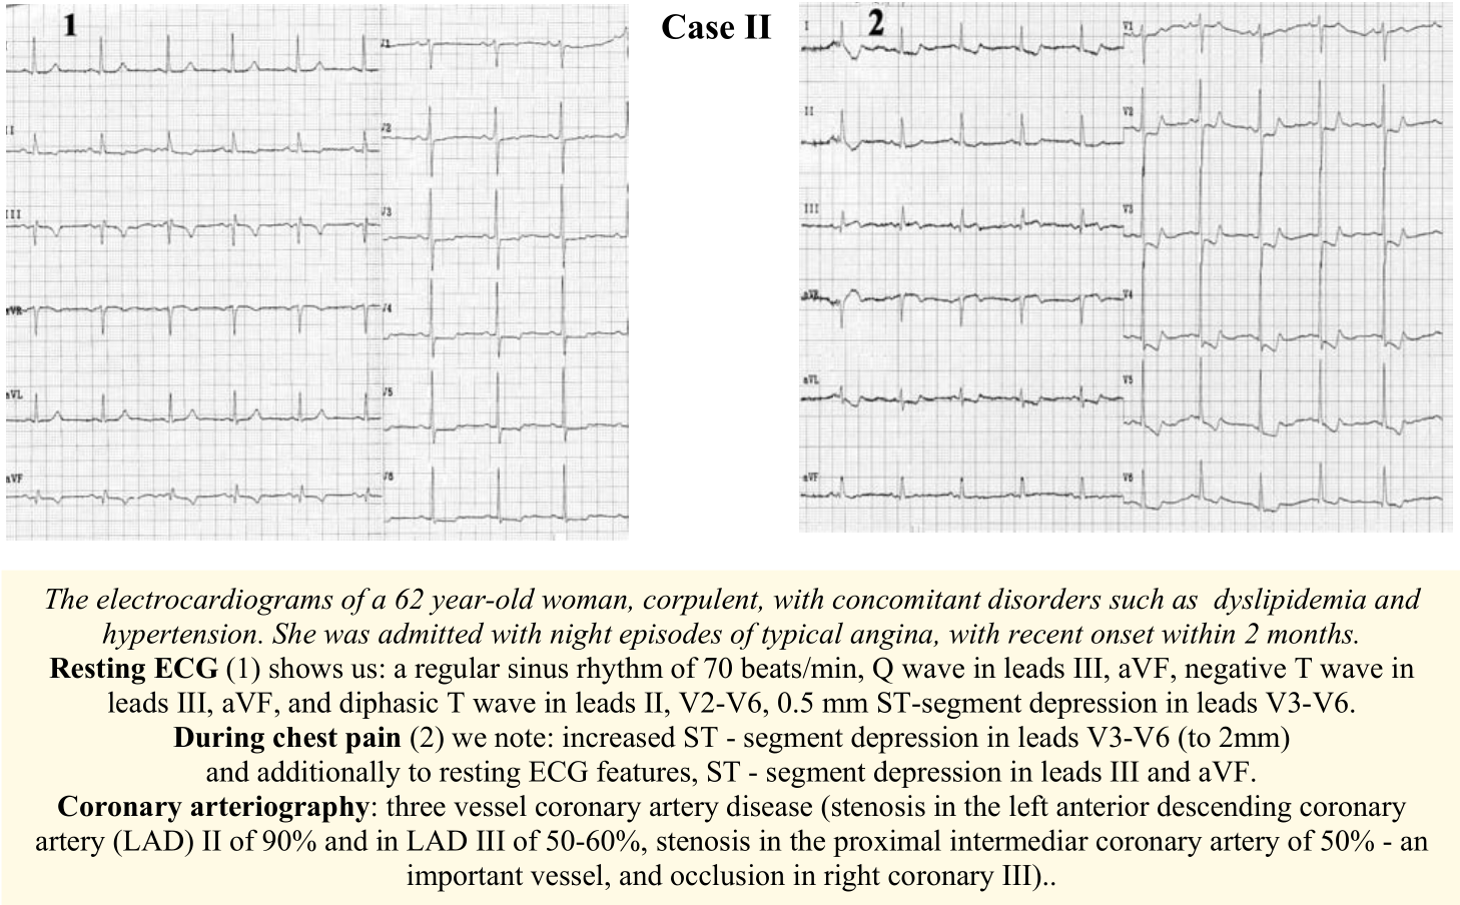 1
Case II
2
I
V1
I
V1
II
V2
II
V2
III
V3
III
V3
aVR
V4
aVR
V4
aVL
V5
aVL
V5
aVF
V6
aVF
V6
The electrocardiograms of a 62 year-old woman, corpulent, with concomitant disorders such as dyslipidemia and
hypertension. She was admitted with night episodes of typical angina, with recent onset within 2 months.
Resting ECG (1) shows us: a regular sinus rhythm of 70 beats/min, Q wave in leads III, aVF, negative T wave in
leads III, aVF, and diphasic T wave in leads II, V2-V6, 0.5 mm ST-segment depression in leads V3-V6.
During chest pain (2) we note: increased ST - segment depression in leads V3-V6 (to 2mm)
and additionally to resting ECG features, ST - segment depression in leads III and aVF.
Coronary arteriography: three vessel coronary artery disease (stenosis in the left anterior descending coronary
artery (LAD) II of 90% and in LAD III of 50-60%, stenosis in the proximal intermediar coronary artery of 50% - an
important vessel, and occlusion in right coronary III)..